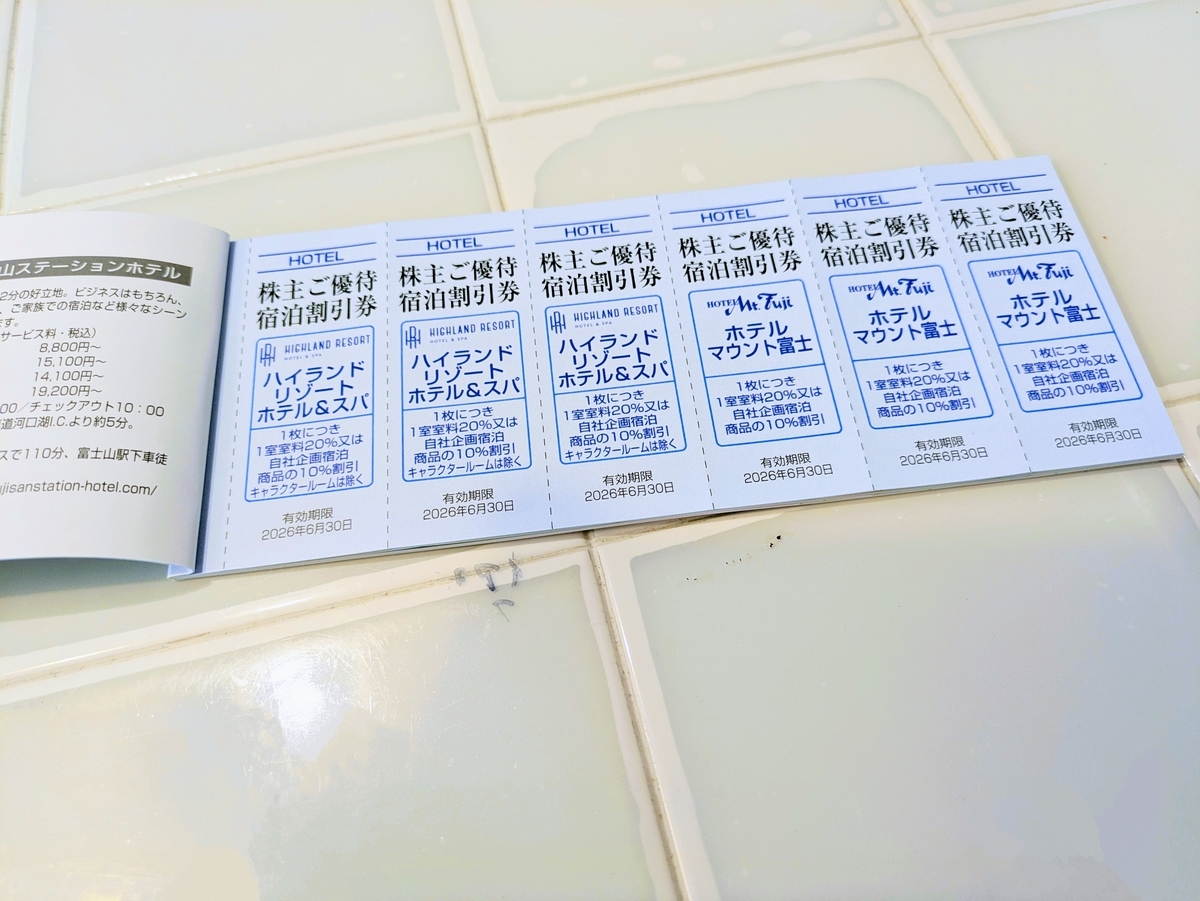 山ステーションホテル
2分の好立地。ビジネスはもちろん、
、ご家族での宿泊など様々なシーン
ます。
サービス料・税込)
8,800円〜
15,100円〜
14,100円〜
19,200円〜
00／チェックアウト10：00
道河口湖I.C.より約5分。
スで110分、富士山駅下車徒
ujisanstation-hotel.com/
HOTEL
株主ご優待
宿泊割引券
HIGHLAND RESORT
HOTEL & SPA
ハイランド
リゾート
ホテル＆スパ
1枚につき
1室室料20%又は
自社企画宿泊
商品の10%割引
キャラクタールームは除く
有効期限
2026年6月30日
HOTEL
株主ご優待
宿泊割引券
HIGHLAND RESORT
HOTEL & SPA
ハイランド
リゾート
ホテル＆スパ
1枚につき
1室室料20%又は
自社企画宿泊
商品の10%割引
キャラクタールームは除く
有効期限
2026年6月30日
HOTEL
株主ご優待
宿泊割引券
HIGHLAND RESORT
HOTEL & SPA
ハイランド
リゾート
ホテル＆スパ
1枚につき
1室室料20%又は
自社企画宿泊
商品の10%割引
キャラクタールームは除く
有効期限
2026年6月30日
HOTEL
株主ご優待
宿泊割引券
HOTEL Mt. Fuji
ホテル
マウント富士
1枚につき
1室室料20%又は
自社企画宿泊
商品の10%割引
有効期限
2026年6月30日
HOTEL
株主ご優待
宿泊割引券
HOTEL Mt. Fuji
ホテル
マウント富士
1枚につき
1室室料20%又は
自社企画宿泊
商品の10%割引
有効期限
2026年6月30日
HOTEL
株主ご優待
宿泊割引券
HOTEL Mt. Fuji
ホテル
マウント富士
1枚につき
1室室料20%又は
自社企画宿泊
商品の10%割引
有効期限
2026年6月30日